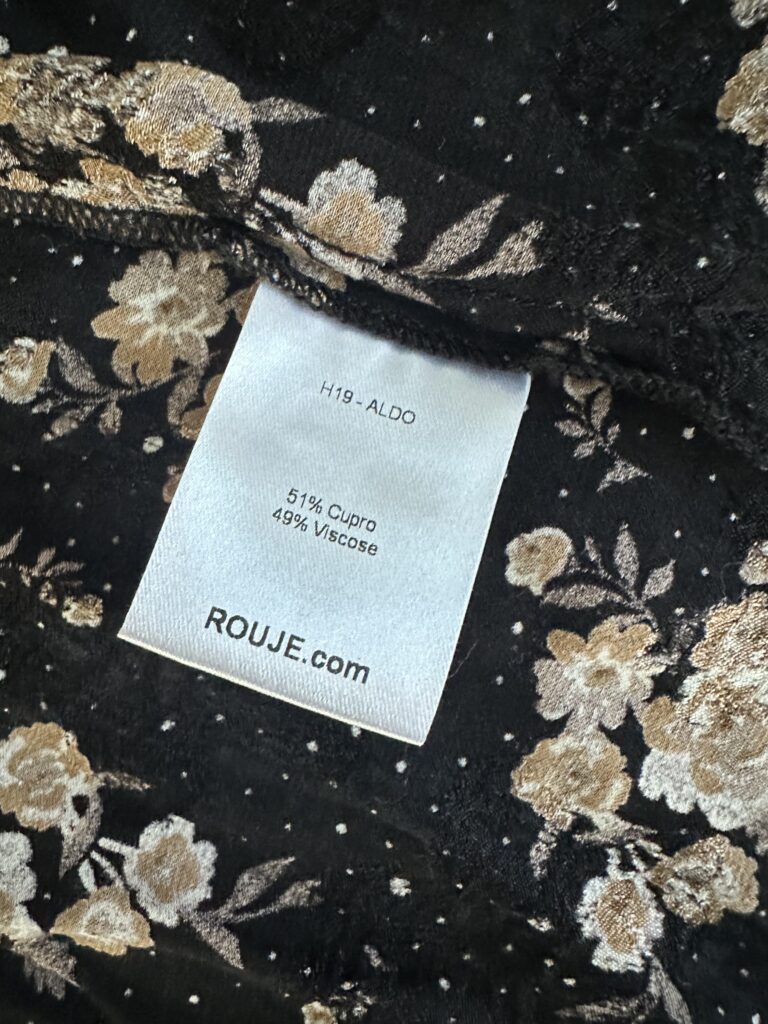 H19 - ALDO
51% Cupro
49% Viscose
ROUJE.com